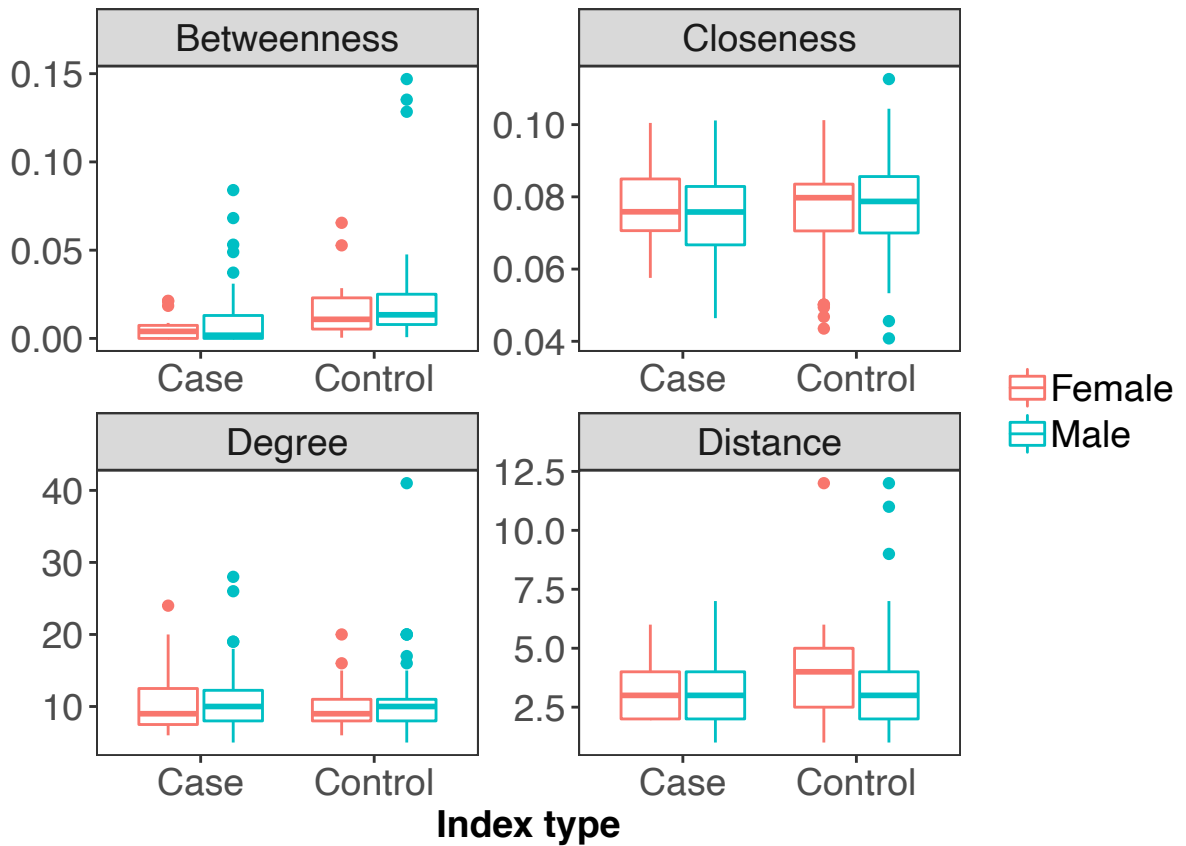 Betweenness
0.15
0.10
0.05
0.00
Case Control
Closeness
0.10
0.08
0.06
0.04
Case Control
Female
Male
Degree
40
30
20
10
Case Control
Distance
12.5
10.0
7.5
5.0
2.5
Case Control
Index type